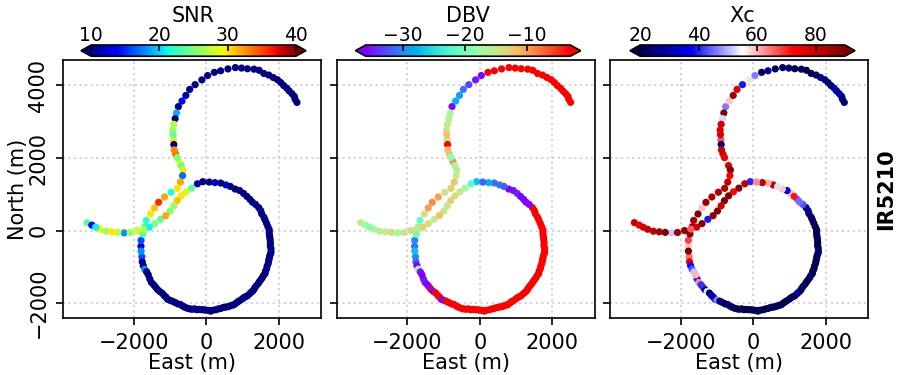 SNR DBV Xc
10 20 30 40 −30 −20 −10 20 40 60 80
4000
2000
0
−2000
North (m)
IR5210
−2000 0 2000 −2000 0 2000 −2000 0 2000
East (m) East (m) East (m)